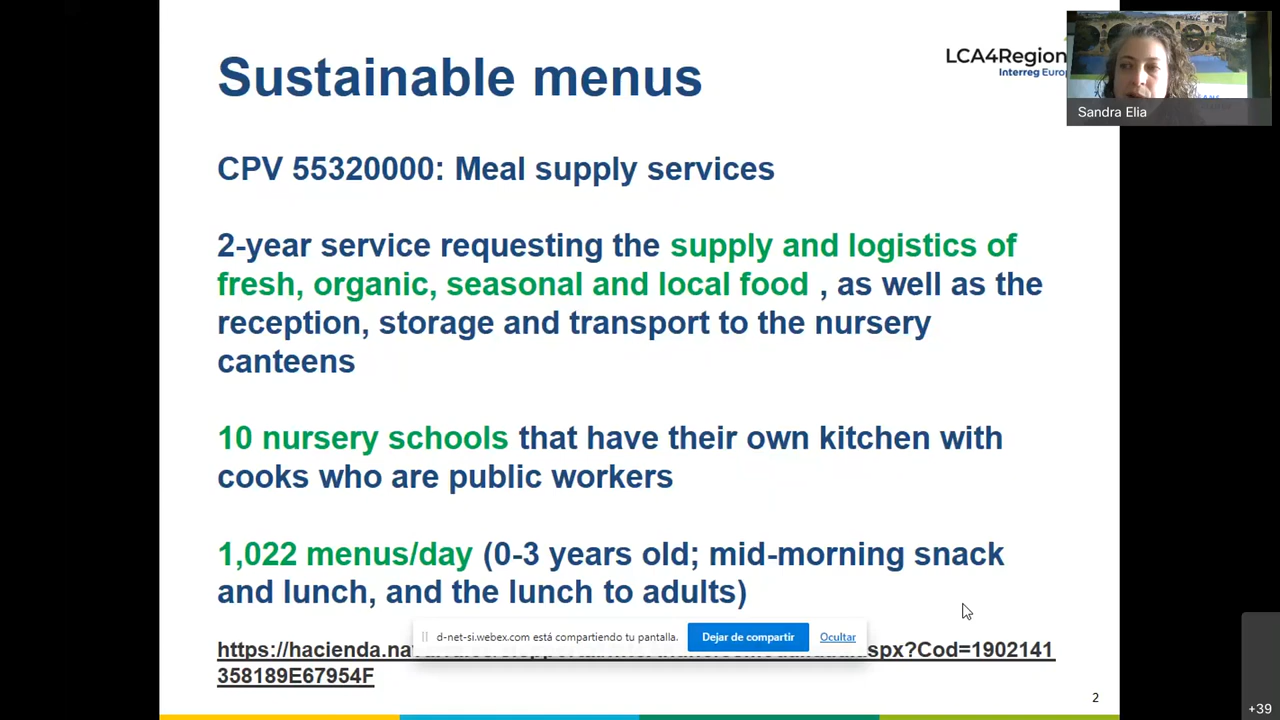 Sustainable menus
LCA4Region
Interreg Euro
Sandra Elia
CPV 55320000: Meal supply services
2-year service requesting the supply and logistics of
fresh, organic, seasonal and local food , as well as the
reception, storage and transport to the nursery
canteens
10 nursery schools that have their own kitchen with
cooks who are public workers
1,022 menus/day (0-3 years old; mid-morning snack
and lunch, and the lunch to adults)
d-net-si.webex.com está compartiendo tu pantalla.
Dejar de compartir
Ocultar
https://hacienda.na
spx?Cod=1902141
358189E67954F
2
+39